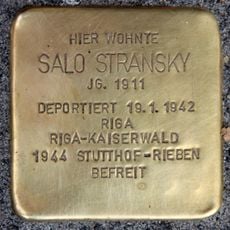 HIER WOHNTE
SALO STRANSKY
JG. 1911
DEPORTIERT 19.1.1942
RIGA
RIGA-KAISERWALD
1944 STUTTHOF-RIEBEN
BEFREIT